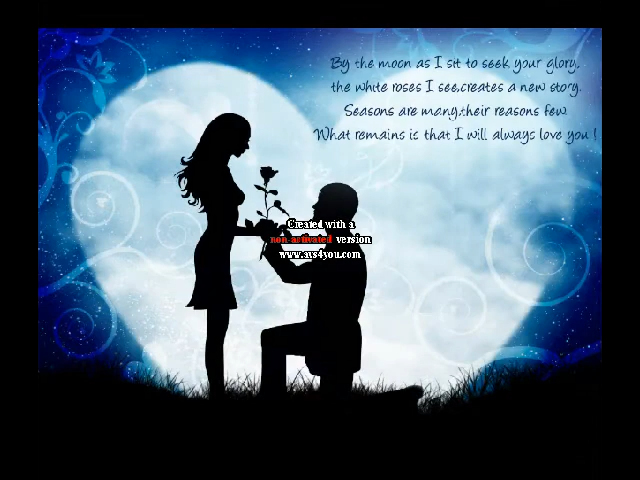 By the moon as I sit to seek your glory,
the white roses I see,creates a new story.
Seasons are many,their reasons few
What remains is that I will always love you !
Created with a
non-activated version
www.avs4you.com